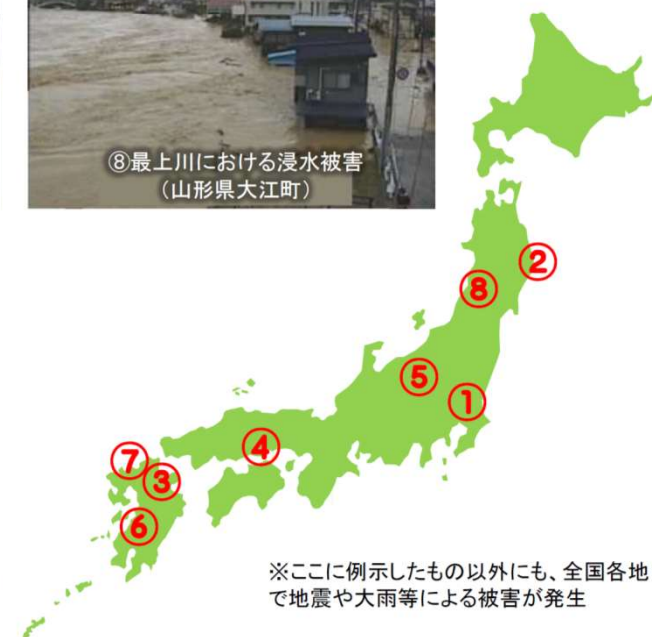 ⑧最上川における浸水被害
（山形県大江町）
②
⑧
⑤
①
④
⑦
③
⑥
※ここに例示したもの以外にも、全国各地
で地震や大雨等による被害が発生